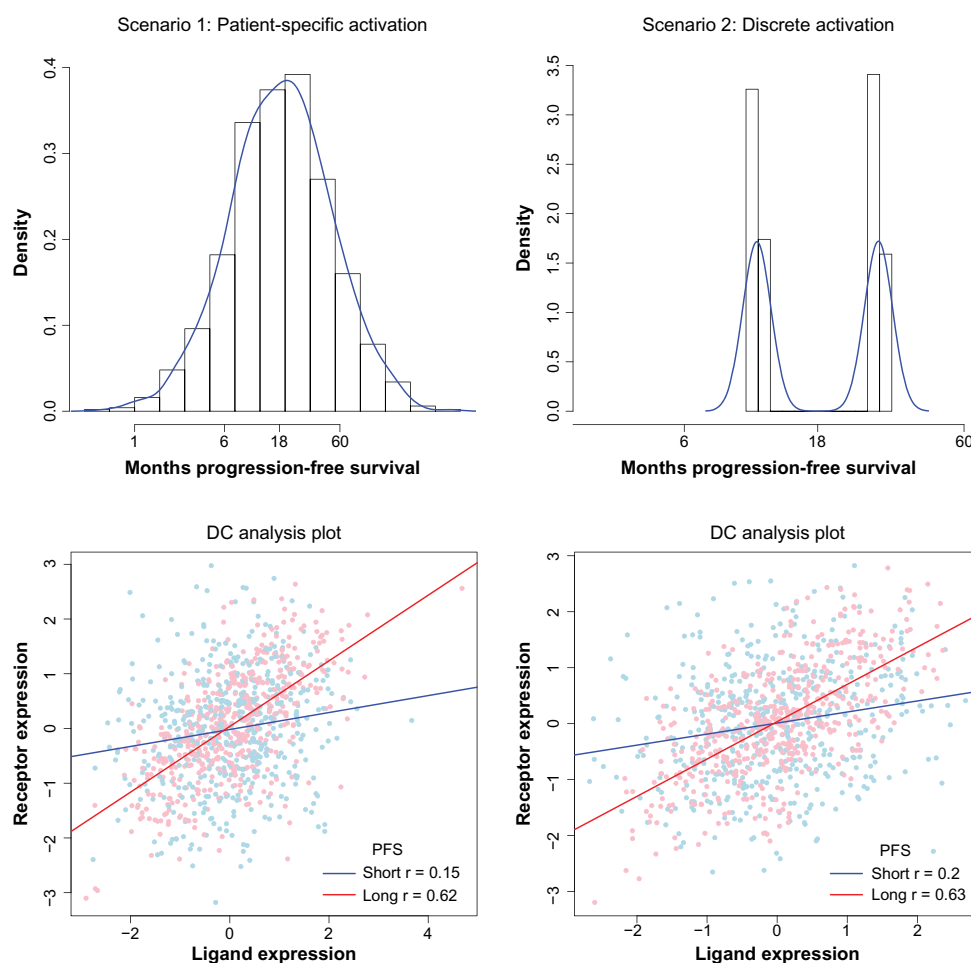 Scenario 1: Patient-specific activation
Density
0.0
0.1
0.2
0.3
0.4
1
6
18
60
Months progression-free survival
Scenario 2: Discrete activation
Density
0.0
0.5
1.0
1.5
2.0
2.5
3.0
3.5
6
18
60
Months progression-free survival
DC analysis plot
Receptor expression
3
2
1
0
−1
−2
−3
PFS
Short r = 0.15
Long r = 0.62
−2
0
2
4
Ligand expression
DC analysis plot
Receptor expression
3
2
1
0
−1
−2
−3
PFS
Short r = 0.2
Long r = 0.63
−2
−1
0
1
2
Ligand expression